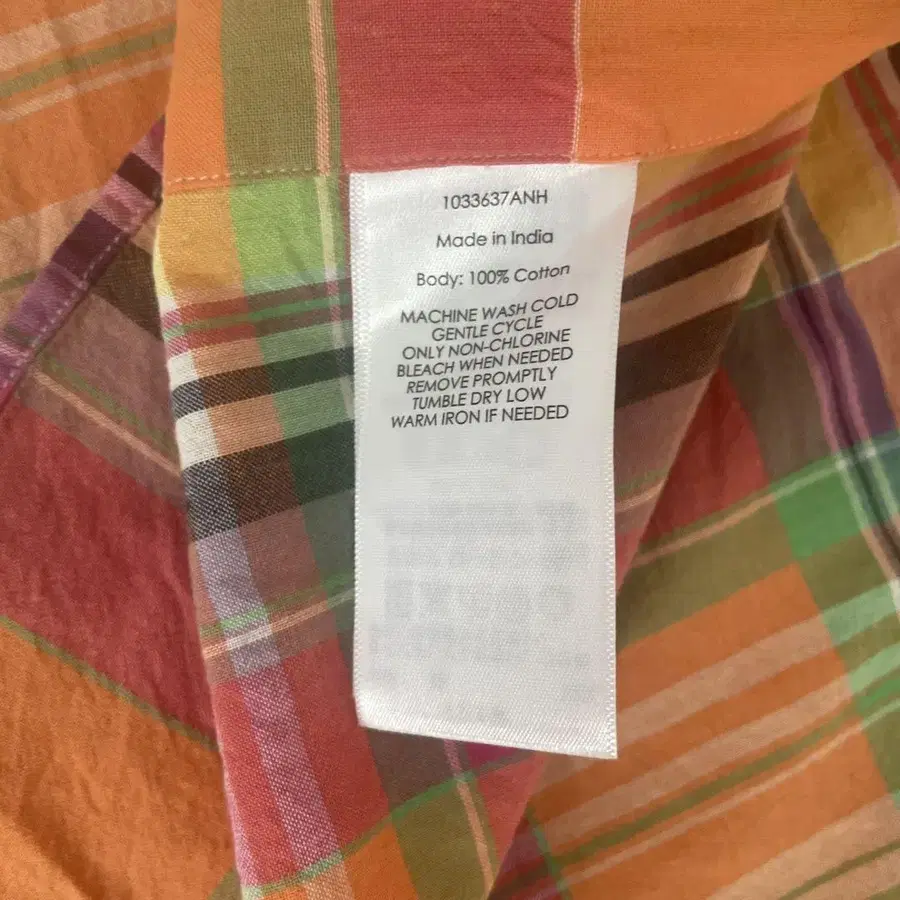 1033637ANH
Made in India
Body: 100% Cotton
MACHINE WASH COLD
GENTLE CYCLE
ONLY NON-CHLORINE
BLEACH WHEN NEEDED
REMOVE PROMPTLY
TUMBLE DRY LOW
WARM IRON IF NEEDED